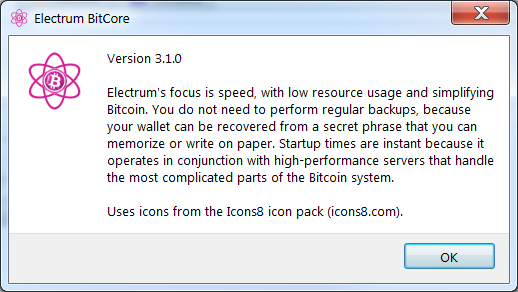 Electrum BitCore
Version 3.1.0
Electrum's focus is speed, with low resource usage and simplifying
Bitcoin. You do not need to perform regular backups, because
your wallet can be recovered from a secret phrase that you can
memorize or write on paper. Startup times are instant because it
operates in conjunction with high-performance servers that handle
the most complicated parts of the Bitcoin system.
Uses icons from the Icons8 icon pack (icons8.com).
OK